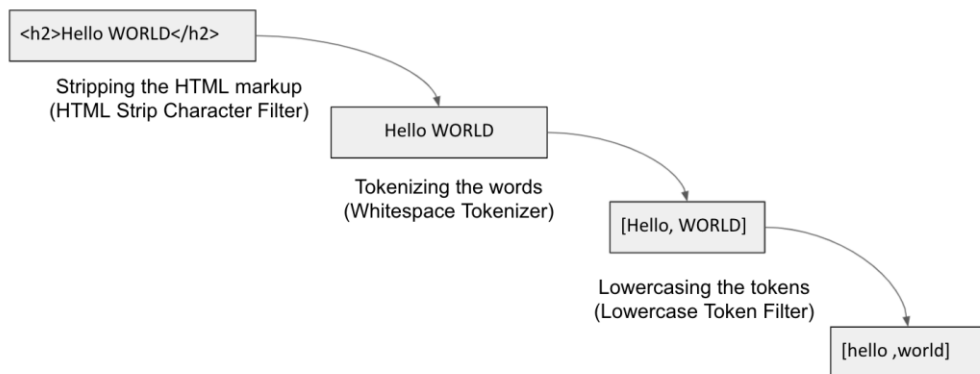 <h2>Hello WORLD</h2>
Stripping the HTML markup
(HTML Strip Character Filter)
Hello WORLD
Tokenizing the words
(Whitespace Tokenizer)
[Hello, WORLD]
Lowercasing the tokens
(Lowercase Token Filter)
[hello ,world]